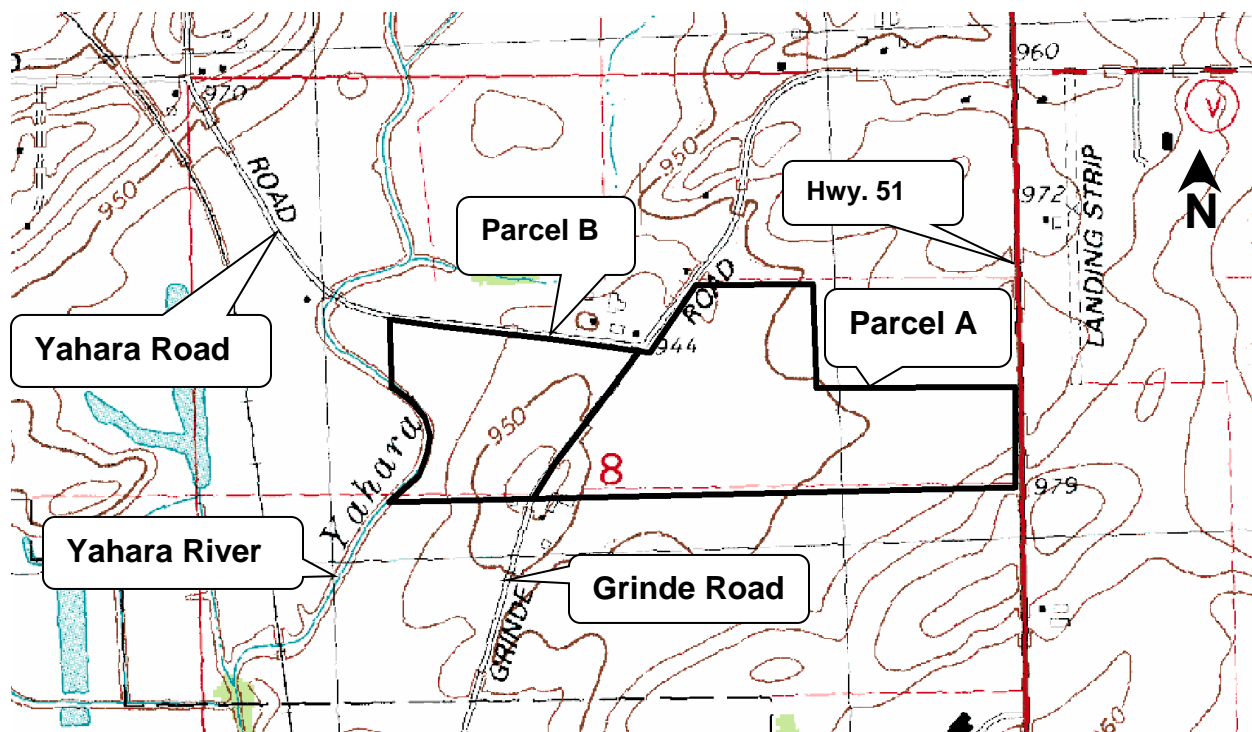 960
970
V
950
950
ROAD
Hwy. 51
972
LANDING STRIP
N
Parcel B
ROAD
Parcel A
Yahara Road
944
950
Yahara
8
979
Yahara River
Grinde Road
GRINDE
60